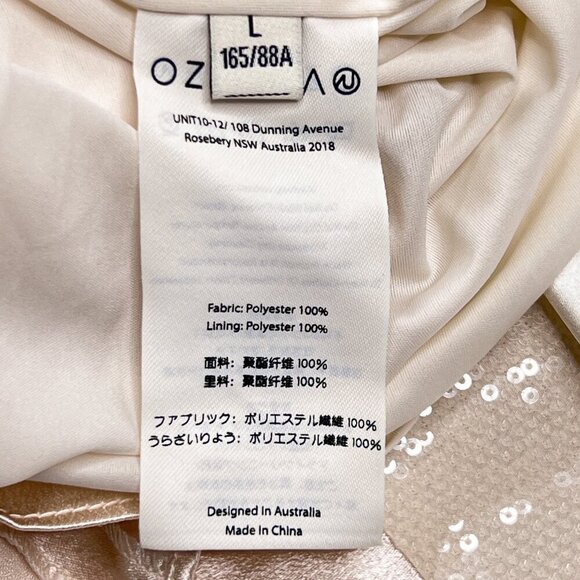 L
165/88A
OZ
UNIT10-12/ 108 Dunning Avenue
Rosebery NSW Australia 2018
Fabric: Polyester 100%
Lining: Polyester 100%
面料：聚酯纤维 100%
里料：聚酯纤维 100%
ファブリック：ポリエステル繊維 100%
うらざいりょう：ポリエステル繊維 100%
Designed in Australia
Made in China